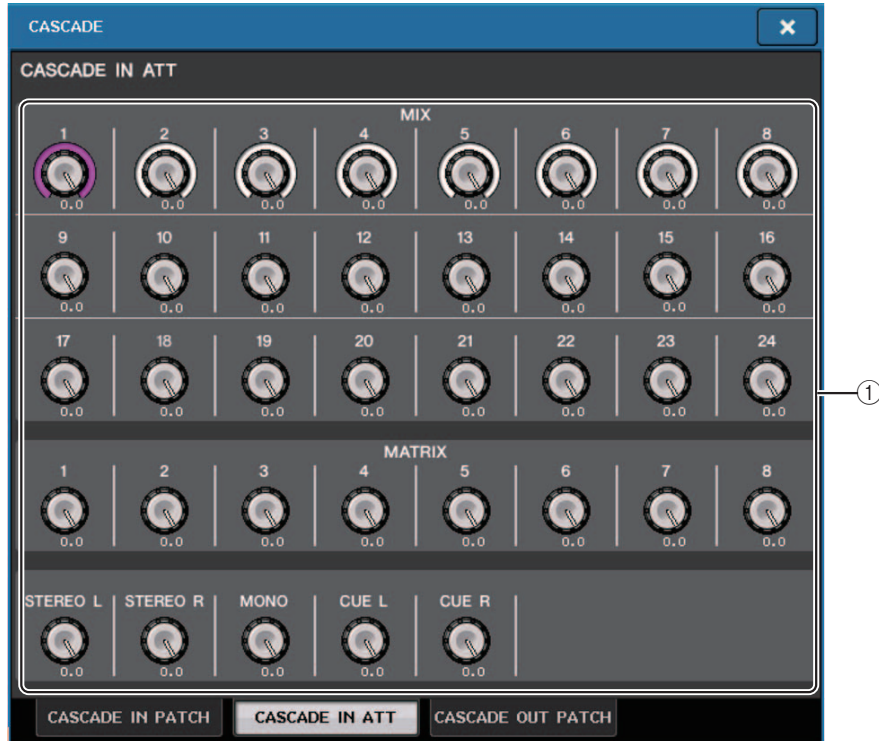 CASCADE
CASCADE IN ATT
MIX
1 2 3 4 5 6 7 8
0.0 0.0 0.0 0.0 0.0 0.0 0.0 0.0
9 10 11 12 13 14 15 16
0.0 0.0 0.0 0.0 0.0 0.0 0.0 0.0
17 18 19 20 21 22 23 24
0.0 0.0 0.0 0.0 0.0 0.0 0.0 0.0
①
MATRIX
1 2 3 4 5 6 7 8
0.0 0.0 0.0 0.0 0.0 0.0 0.0 0.0
STEREO L STEREO R MONO CUE L CUE R
0.0 0.0 0.0 0.0 0.0
CASCADE IN PATCH CASCADE IN ATT CASCADE OUT PATCH